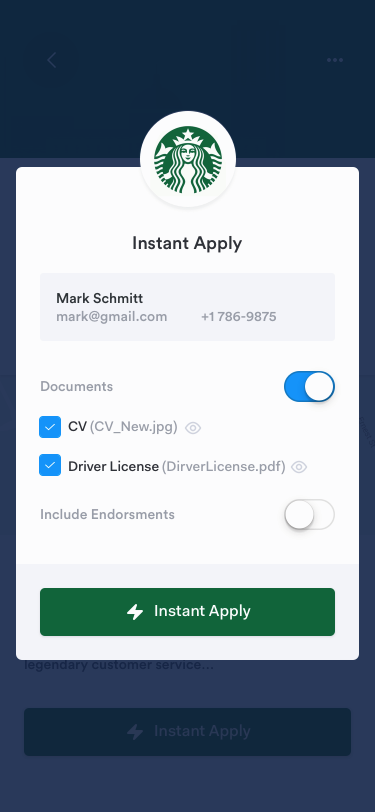 Instant Apply
Mark Schmitt
mark@gmail.com +1 786-9875
Documents
CV (CV_New.jpg)
Driver License (DirverLicense.pdf)
Include Endorsments
Instant Apply
legendary customer service...
Instant Apply